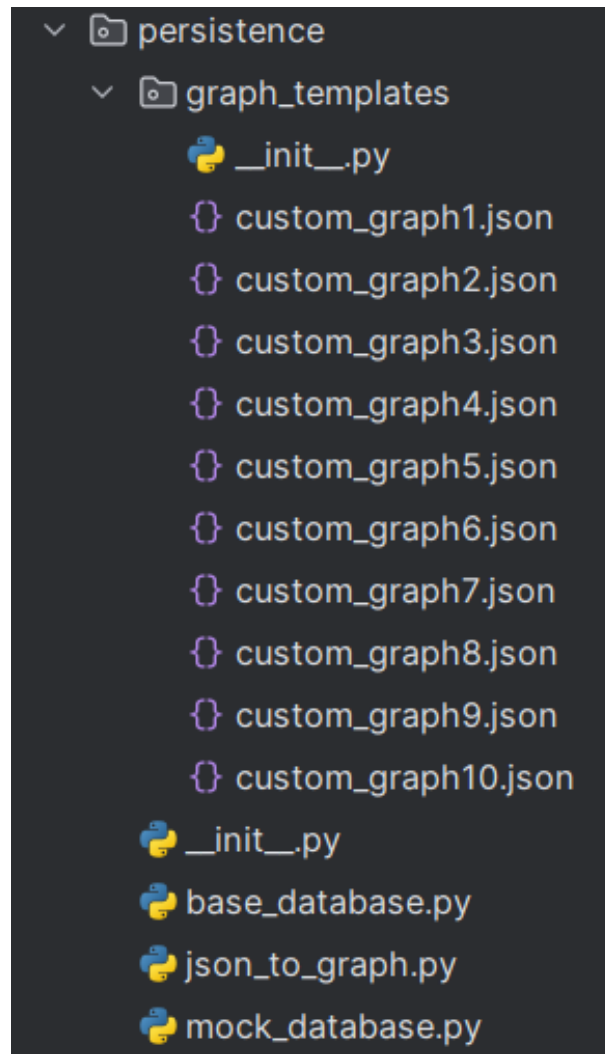 persistence
graph_templates
__init__.py
custom_graph1.json
custom_graph2.json
custom_graph3.json
custom_graph4.json
custom_graph5.json
custom_graph6.json
custom_graph7.json
custom_graph8.json
custom_graph9.json
custom_graph10.json
__init__.py
base_database.py
json_to_graph.py
mock_database.py